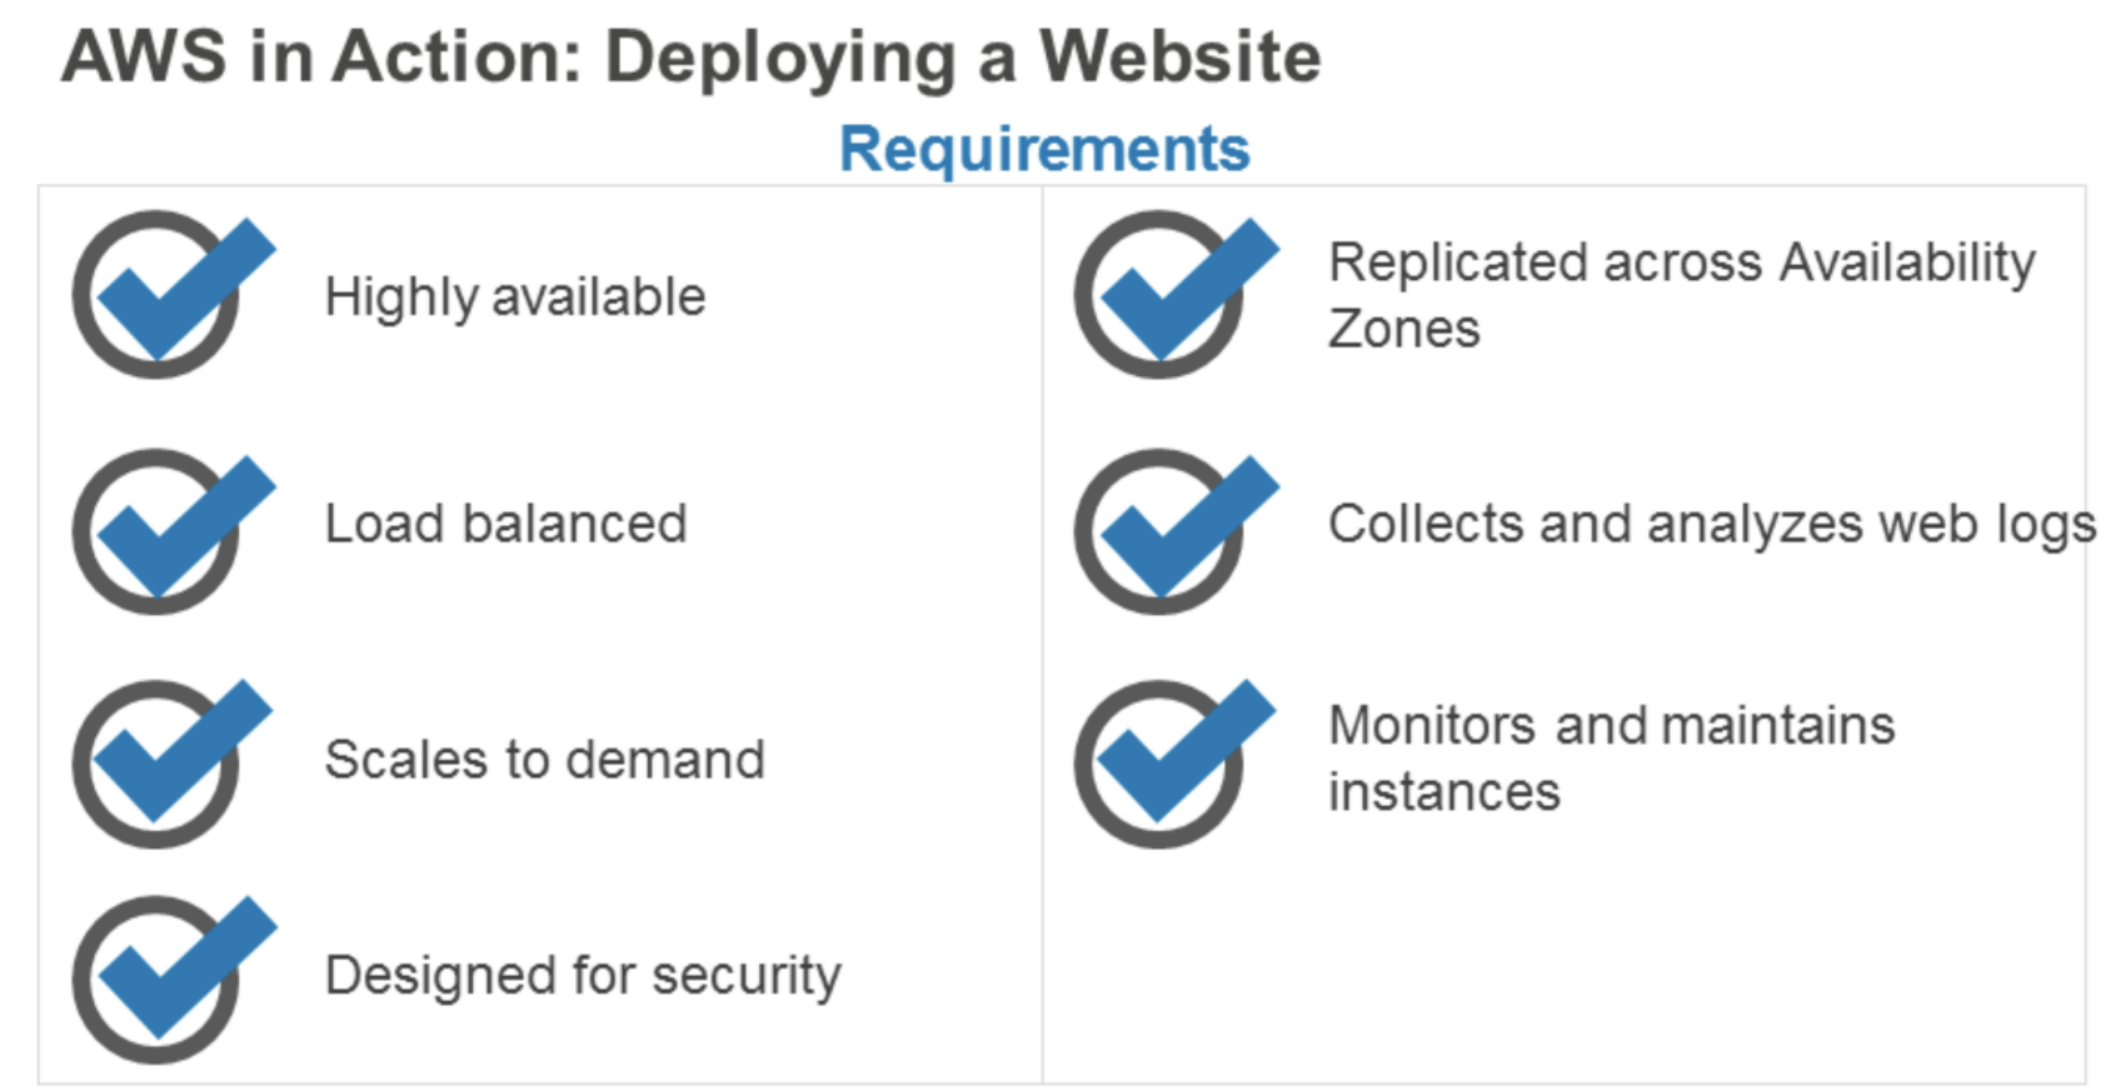 AWS in Action: Deploying a Website
Requirements
Highly available
Load balanced
Scales to demand
Designed for security
Replicated across Availability
Zones
Collects and analyzes web logs
Monitors and maintains
instances